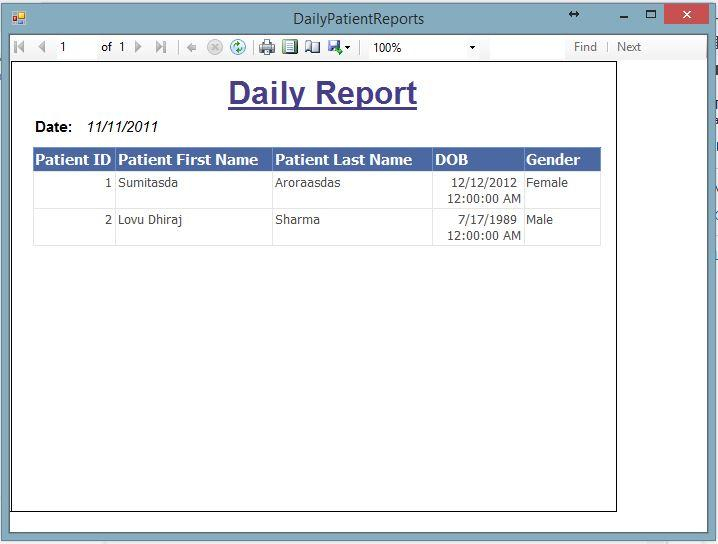 DailyPatientReports
1 of 1 100% Find | Next
Daily Report
Date: 11/11/2011
Patient ID Patient First Name Patient Last Name DOB Gender
1 Sumitasda Aroraasdas 12/12/2012 Female
12:00:00 AM
2 Lovu Dhiraj Sharma 7/17/1989 Male
12:00:00 AM